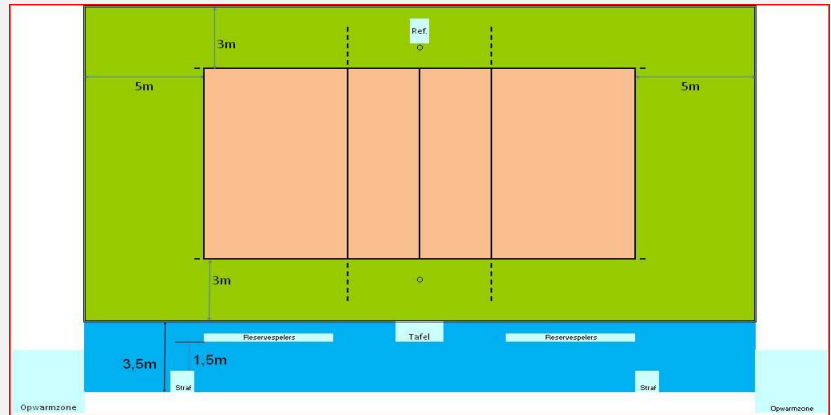 Ref.
3m
5m
5m
3m
Reservespelers
Tafel
Reservespelers
3,5m
1,5m
Straf
Straf
Opwarmzone
Opwarmzone